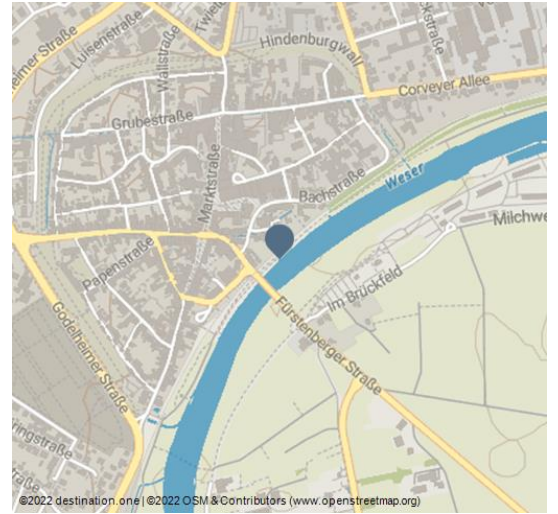 Twiete
Luisenstraße
Wallstraße
Hindenburgwall
Corveyer Allee
Grubestraße
Marktstraße
Bachstraße
Weser
Milchwe
Papenstraße
Im Brückfeld
Godelheimer Straße
Fürstenberger Straße
ringstraße
©2022 destination.one | ©2022 OSM & Contributors (www.openstreetmap.org)